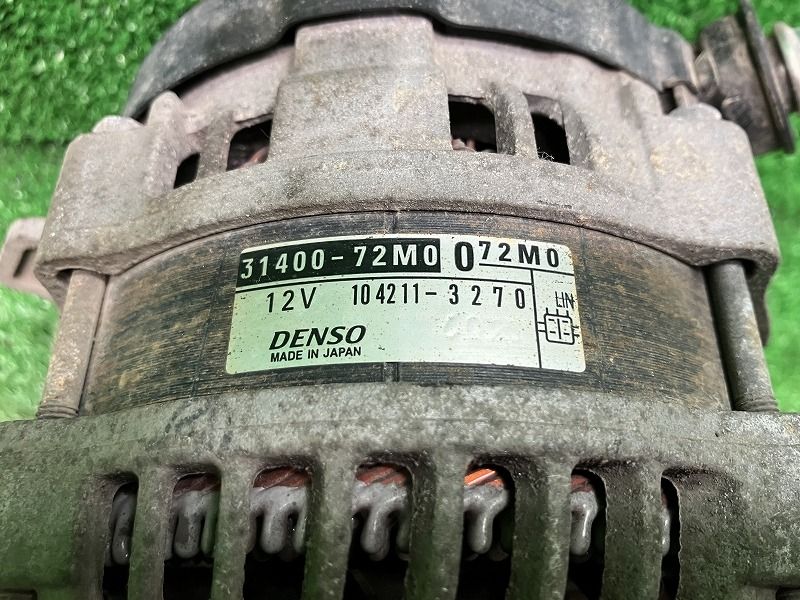 31400-72M0 072M0
12V 104211-3270
LIN
DENSO
MADE IN JAPAN